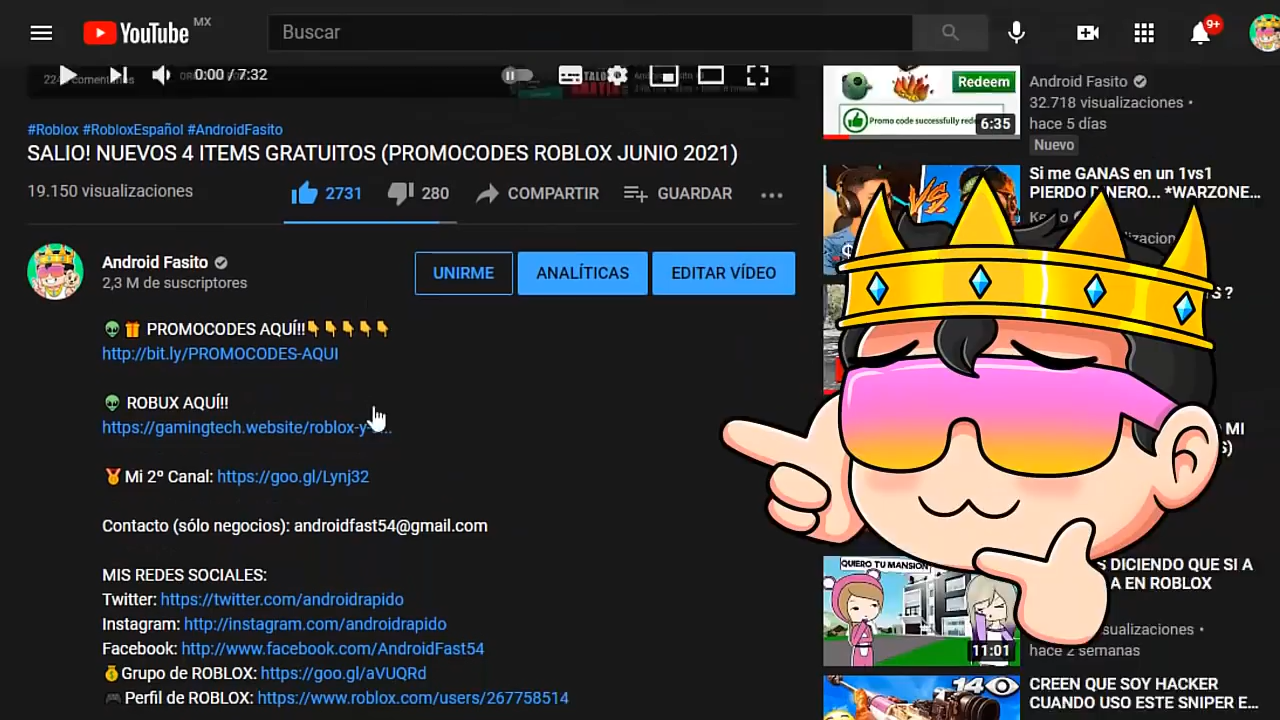 YouTube MX
Buscar
9+
0:00 / 7:32
#Roblox #RobloxEspañol #AndroidFasito
SALIO! NUEVOS 4 ITEMS GRATUITOS (PROMOCODES ROBLOX JUNIO 2021)
19.150 visualizaciones
2731
280
COMPARTIR
GUARDAR
Android Fasito
2,3 M de suscriptores
UNIRME
ANALÍTICAS
EDITAR VÍDEO
PROMOCODES AQUÍ!!
http://bit.ly/PROMOCODES-AQUI
ROBUX AQUÍ!!
https://gamingtech.website/roblox-y-
Mi 2º Canal: https://goo.gl/Lynj32
Contacto (sólo negocios): androidfast54@gmail.com
MIS REDES SOCIALES:
Twitter: https://twitter.com/androidrapido
Instagram: http://instagram.com/androidrapido
Facebook: http://www.facebook.com/AndroidFast54
Grupo de ROBLOX: https://goo.gl/aVUQRd
Perfil de ROBLOX: https://www.roblox.com/users/267758514
Redeem
Promo code successfully
6:35
Android Fasito
32.718 visualizaciones •
hace 5 días
Nuevo
VS
Si me GANAS en un 1vs1
PIERDO DINERO... *WARZONE...
?
MI
QUIERO TU MANSION
11:01
DICIENDO QUE SI A
A EN ROBLOX
hace 2 semanas
14
CREEN QUE SOY HACKER
CUANDO USO ESTE SNIPER E...